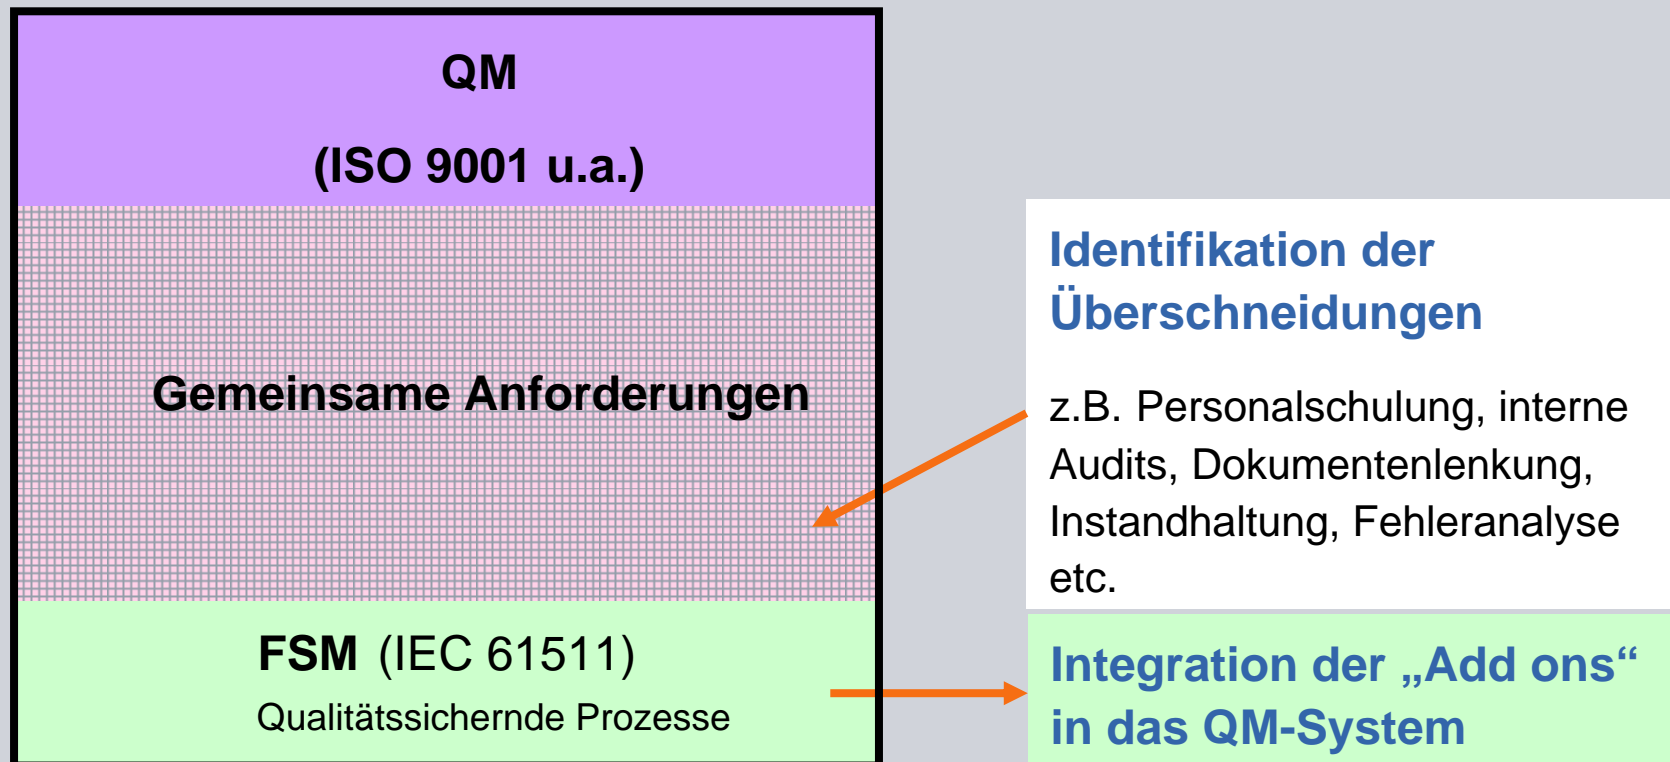 QM
(ISO 9001 u.a.)
Gemeinsame Anforderungen
FSM (IEC 61511)
Qualitätssichernde Prozesse
Identifikation der
Überschneidungen
z.B. Personalschulung, interne
Audits, Dokumentenlenkung,
Instandhaltung, Fehleranalyse
etc.
Integration der „Add ons“
in das QM-System